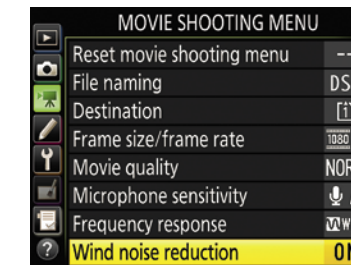 MOVIE SHOOTING MENU
Reset movie shooting menu --
File naming DS
Destination
Frame size/frame rate 1080
Movie quality NOR
Microphone sensitivity
Frequency response W
Wind noise reduction